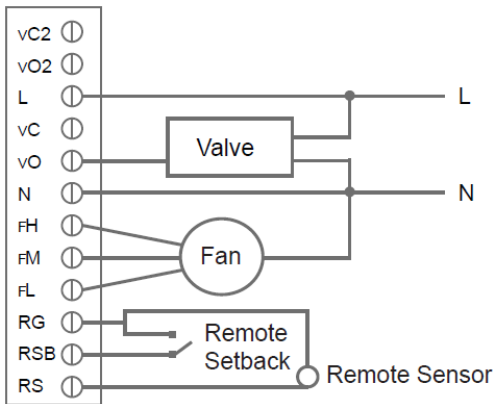 vC2
vO2
L
L
vC
vO
Valve
N
N
FH
FM
Fan
FL
RG
Remote
Setback
RSB
RS
Remote Sensor